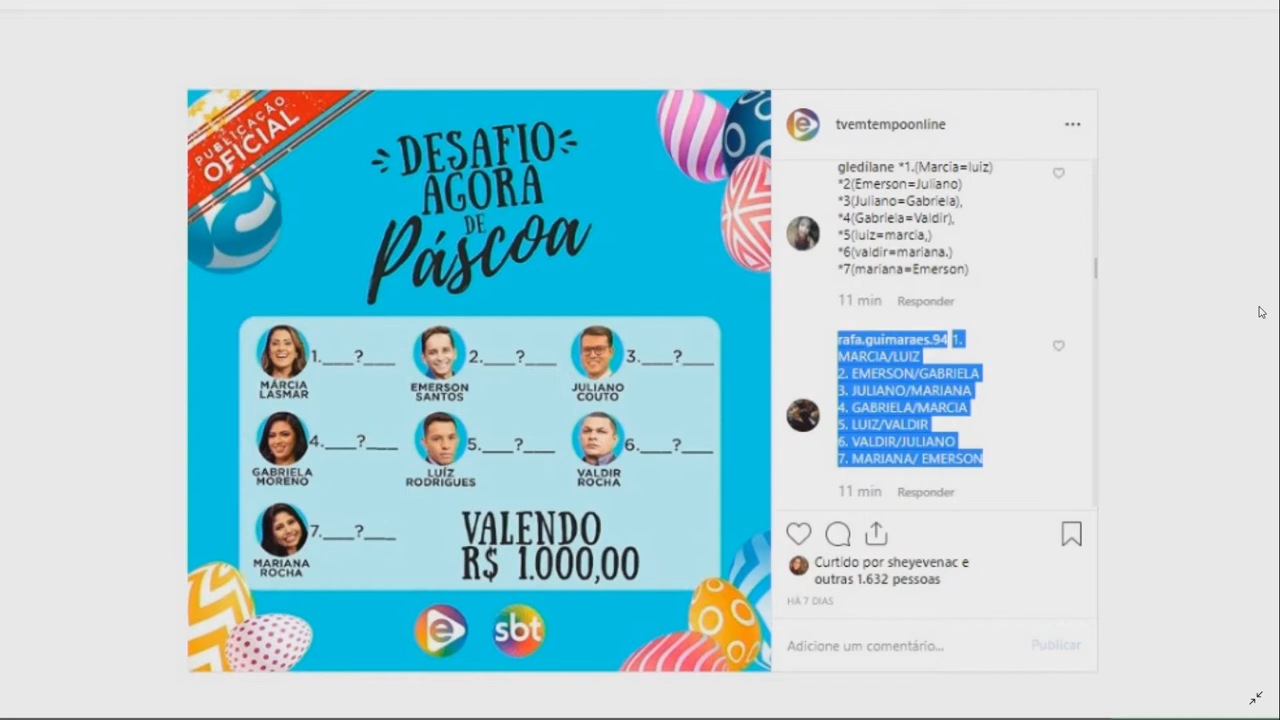 PUBLICAÇÃO
OFICIAL
DESAFIO
AGORA
DE
Páscoa
1.___?___
MÁRCIA
LASMAR
2.___?___
EMERSON
SANTOS
3.___?___
JULIANO
COUTO
4.___?___
GABRIELA
MORENO
5.___?___
LUÍZ
RODRIGUES
6.___?___
VALDIR
ROCHA
7.___?___
MARIANA
ROCHA
VALENDO
R$ 1.000,00
e
sbt
e
tvemtempoonline
gledilane *1.(Marcia=luiz)
*2(Emerson=Juliano)
*3(Juliano=Gabriela),
*4(Gabriela=Valdir),
*5(luiz=marcia,)
*6(valdir=mariana.)
*7(mariana=Emerson)
11 min Responder
rafa.guimaraes.94 1.
MARCIA/LUIZ
2. EMERSON/GABRIELA
3. JULIANO/MARIANA
4. GABRIELA/MARCIA
5. LUIZ/VALDIR
6. VALDIR/JULIANO
7. MARIANA/ EMERSON
11 min Responder
Curtido por sheyevenac e
outras 1.632 pessoas
HÁ 7 DIAS
Adicione um comentário... Publicar